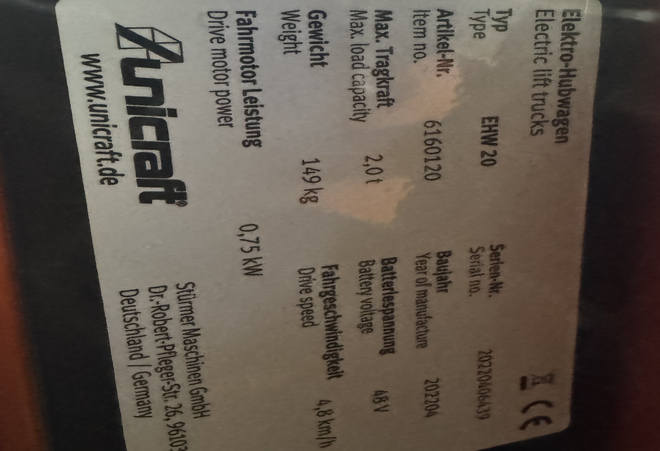 Elektro-Hubwagen
Electric lift trucks
CE
Typ
Type
EHW 20
Serien-Nr.
Serial no.
20220406439
Artikel-Nr.
Item no.
6160120
Baujahr
Year of manufacture
202204
Max. Tragkraft
Max. load capacity
2,0 t
Batteriespannung
Battery voltage
48 V
Gewicht
Weight
149 kg
Fahrgeschwindigkeit
Drive speed
4,8 km/h
Fahrmotor Leistung
Drive motor power
0,75 kW
Unicraft®
www.unicraft.de
Stürmer Maschinen GmbH
Dr.-Robert-Pfleger-Str. 26, 96103
Deutschland / Germany